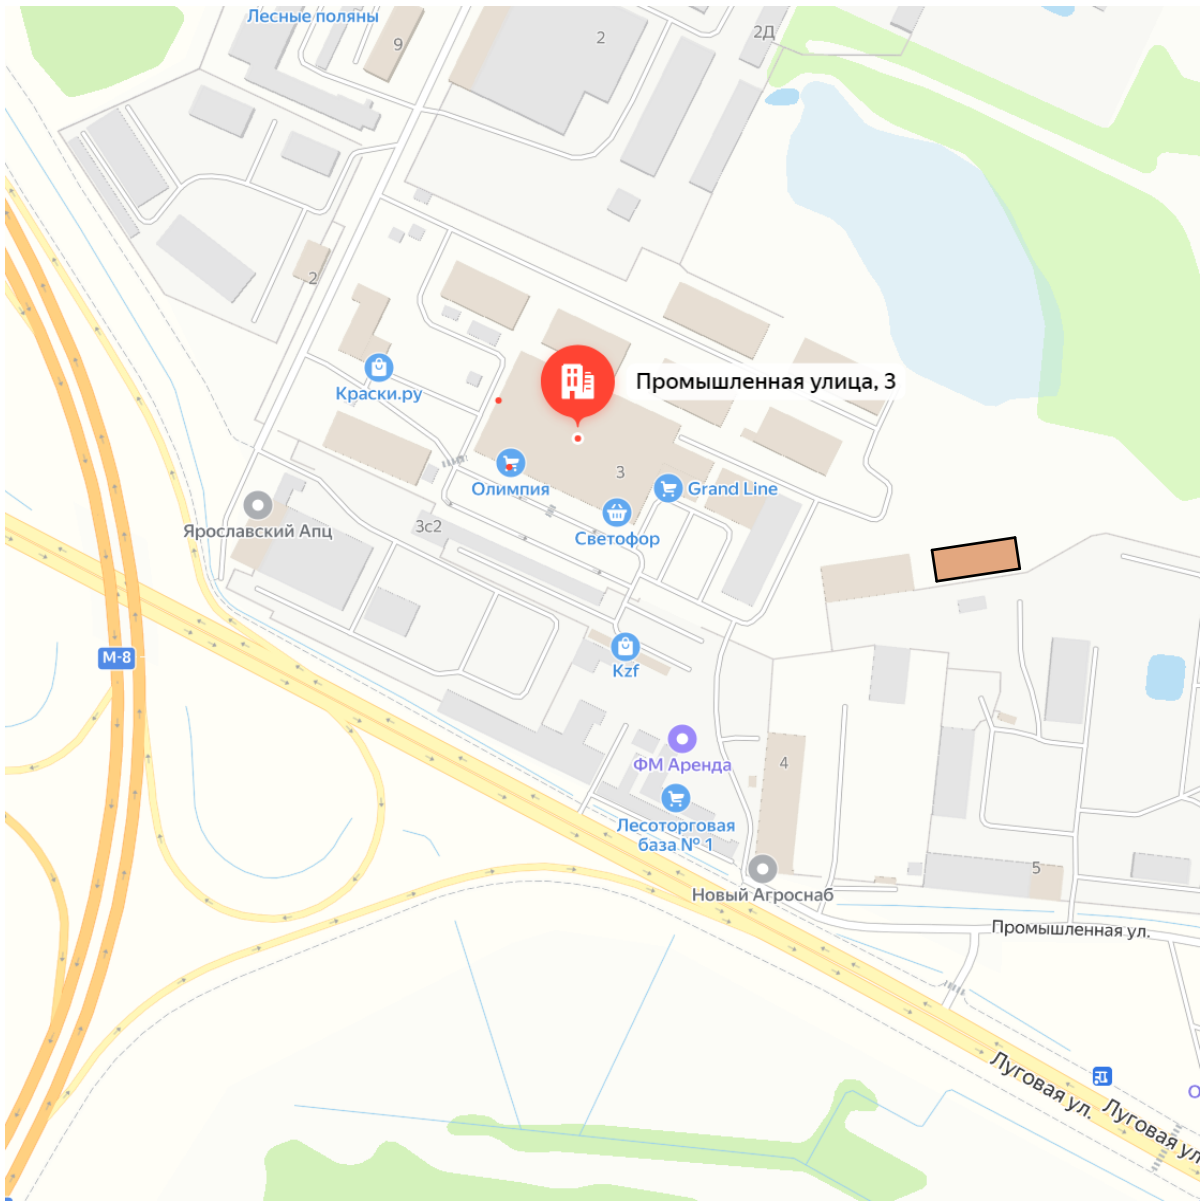 Лесные поляны
9
2
2Д
2
Краски.ру
Промышленная улица, 3
3
Олимпия
Grand Line
Светофор
3с2
Ярославский Апц
Kzf
М-8
ФМ Аренда
4
Лесоторговая
база № 1
Новый Агроснаб
5
Промышленная ул.
Луговая ул.
Луговая ул
О